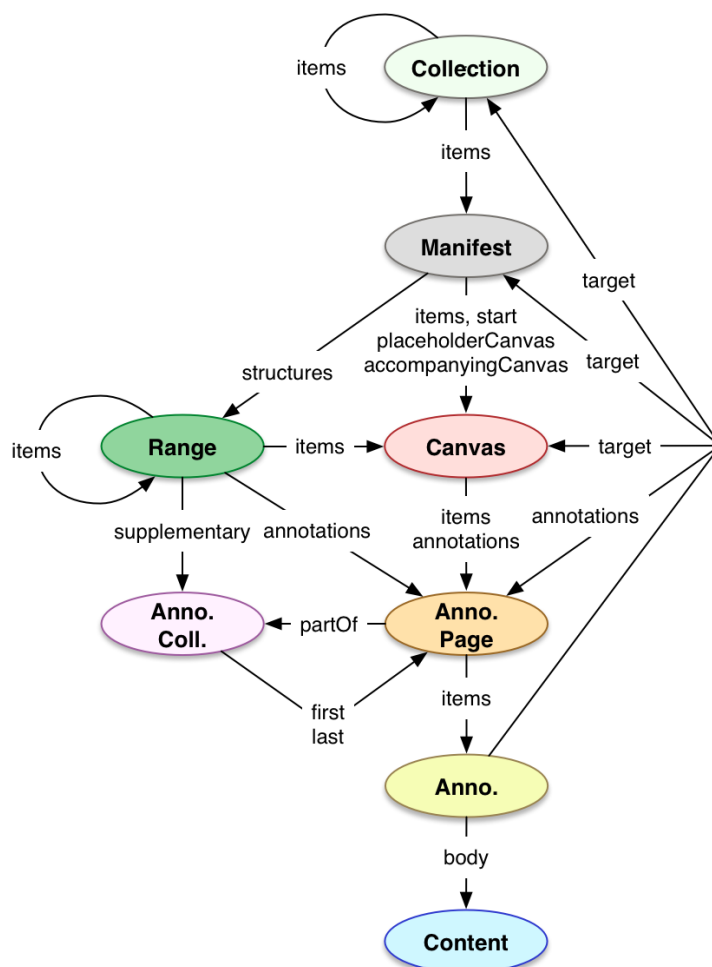 items
Collection
items
Manifest
target
items, start
placeholderCanvas
accompanyingCanvas
target
structures
items
Range
items
Canvas
target
supplementary
annotations
items
annotations
annotations
Anno.
Coll.
partOf
Anno.
Page
first
last
items
Anno.
body
Content